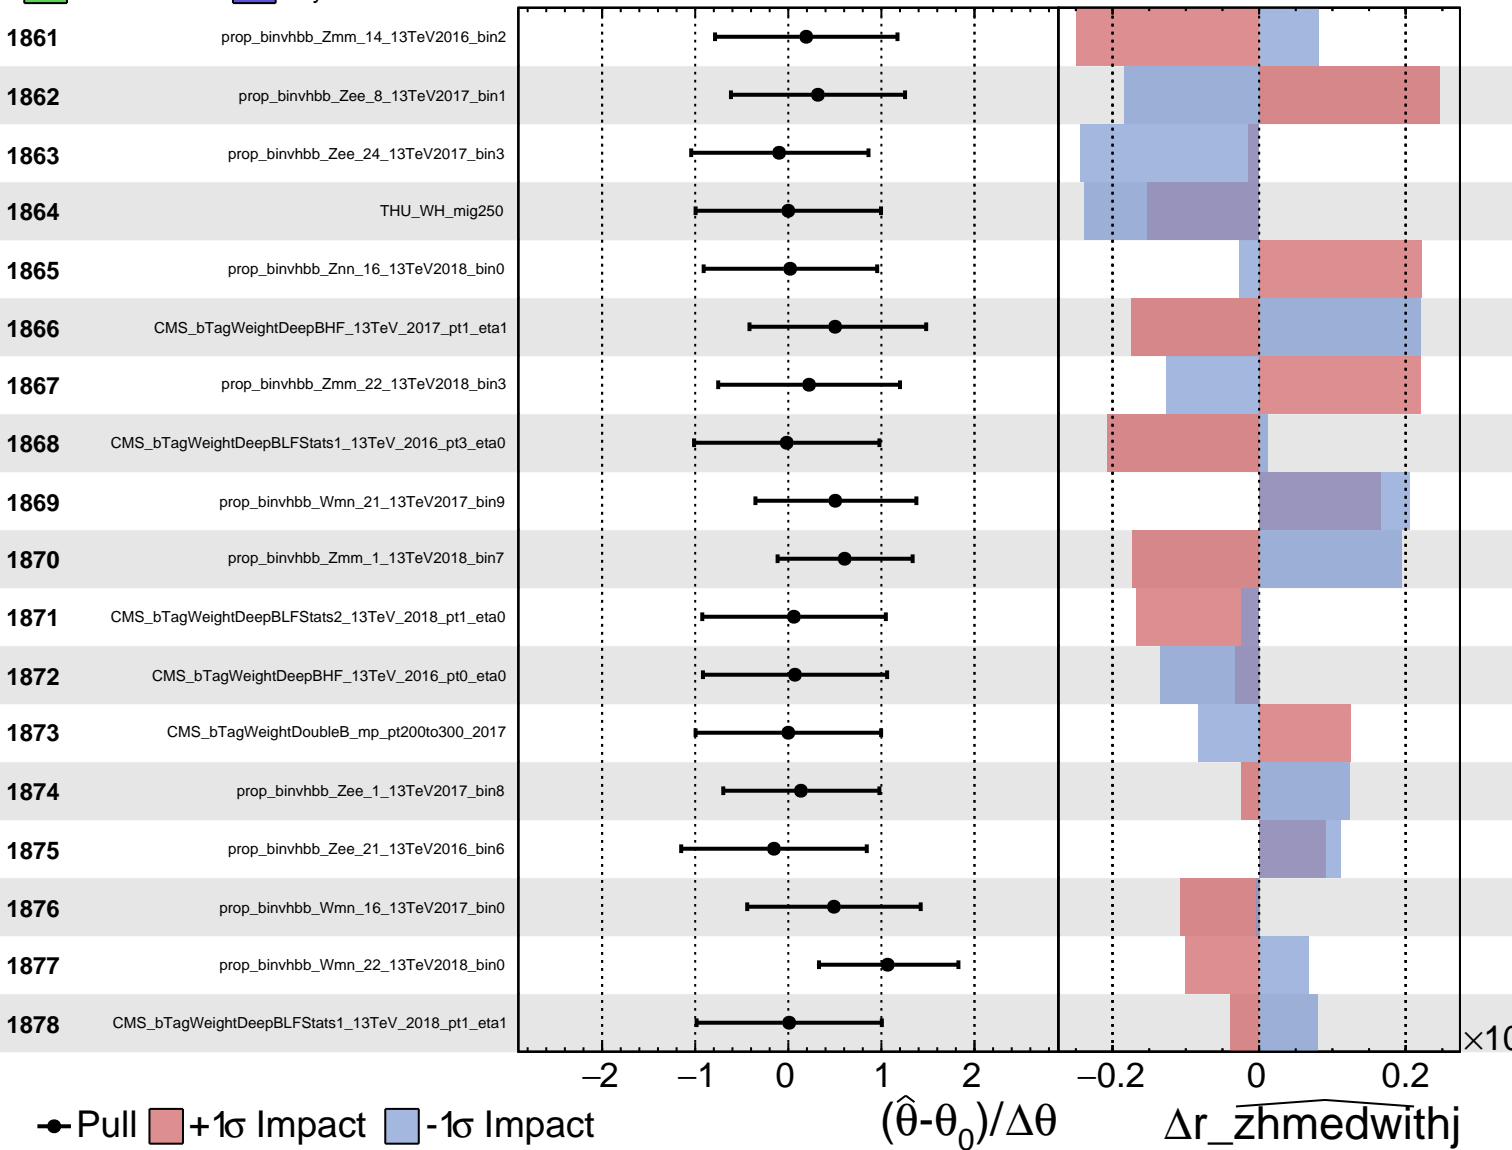 1861 prop_binvhbb_Zmm_14_13TeV2016_bin2
1862 prop_binvhbb_Zee_8_13TeV2017_bin1
1863 prop_binvhbb_Zee_24_13TeV2017_bin3
1864 THU_WH_mig250
1865 prop_binvhbb_Znn_16_13TeV2018_bin0
1866 CMS_bTagWeightDeepBHF_13TeV_2017_pt1_eta1
1867 prop_binvhbb_Zmm_22_13TeV2018_bin3
1868 CMS_bTagWeightDeepBLFStats1_13TeV_2016_pt3_eta0
1869 prop_binvhbb_Wmn_21_13TeV2017_bin9
1870 prop_binvhbb_Zmm_1_13TeV2018_bin7
1871 CMS_bTagWeightDeepBLFStats2_13TeV_2018_pt1_eta0
1872 CMS_bTagWeightDeepBHF_13TeV_2016_pt0_eta0
1873 CMS_bTagWeightDoubleB_mp_pt200to300_2017
1874 prop_binvhbb_Zee_1_13TeV2017_bin8
1875 prop_binvhbb_Zee_21_13TeV2016_bin6
1876 prop_binvhbb_Wmn_16_13TeV2017_bin0
1877 prop_binvhbb_Wmn_22_13TeV2018_bin0
1878 CMS_bTagWeightDeepBLFStats1_13TeV_2018_pt1_eta1
×10
−2 −1 0 1 2 −0.2 0 0.2
Pull +1σ Impact -1σ Impact (θ̂-θ₀)/Δθ Δr_zhmedwithj